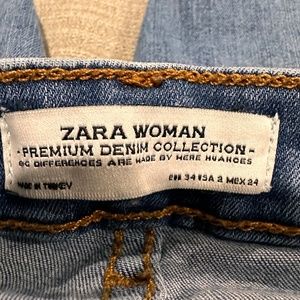 ZARA WOMAN
-PREMIUM DENIM COLLECTION-
DIFFERENCES ARE MADE BY MERE NUANCES
MADE IN TURKEY EUR 34 USA 2 MEX 24